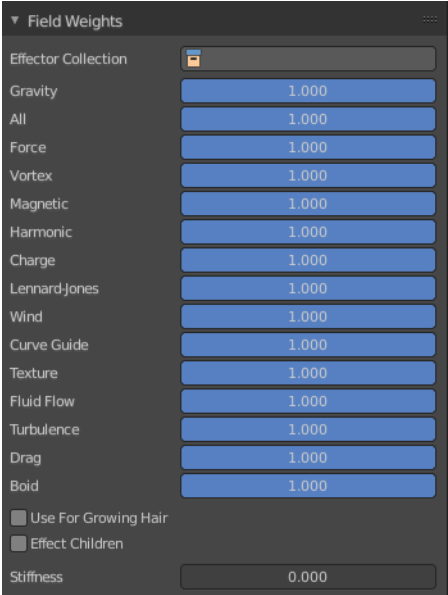 Field Weights
Effector Collection
Gravity 1.000
All 1.000
Force 1.000
Vortex 1.000
Magnetic 1.000
Harmonic 1.000
Charge 1.000
Lennard-Jones 1.000
Wind 1.000
Curve Guide 1.000
Texture 1.000
Fluid Flow 1.000
Turbulence 1.000
Drag 1.000
Boid 1.000
Use For Growing Hair
Effect Children
Stiffness 0.000